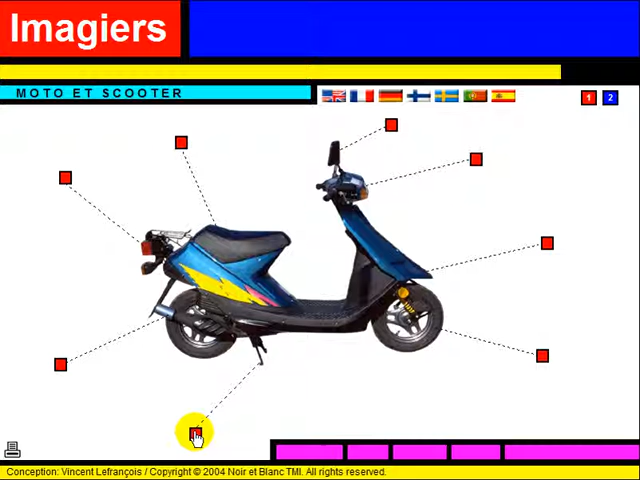 Imagiers
MOTO ET SCOOTER
1 2
Conception: Vincent Lefrançois / Copyright © 2004 Noir et Blanc TMI. All rights reserved.